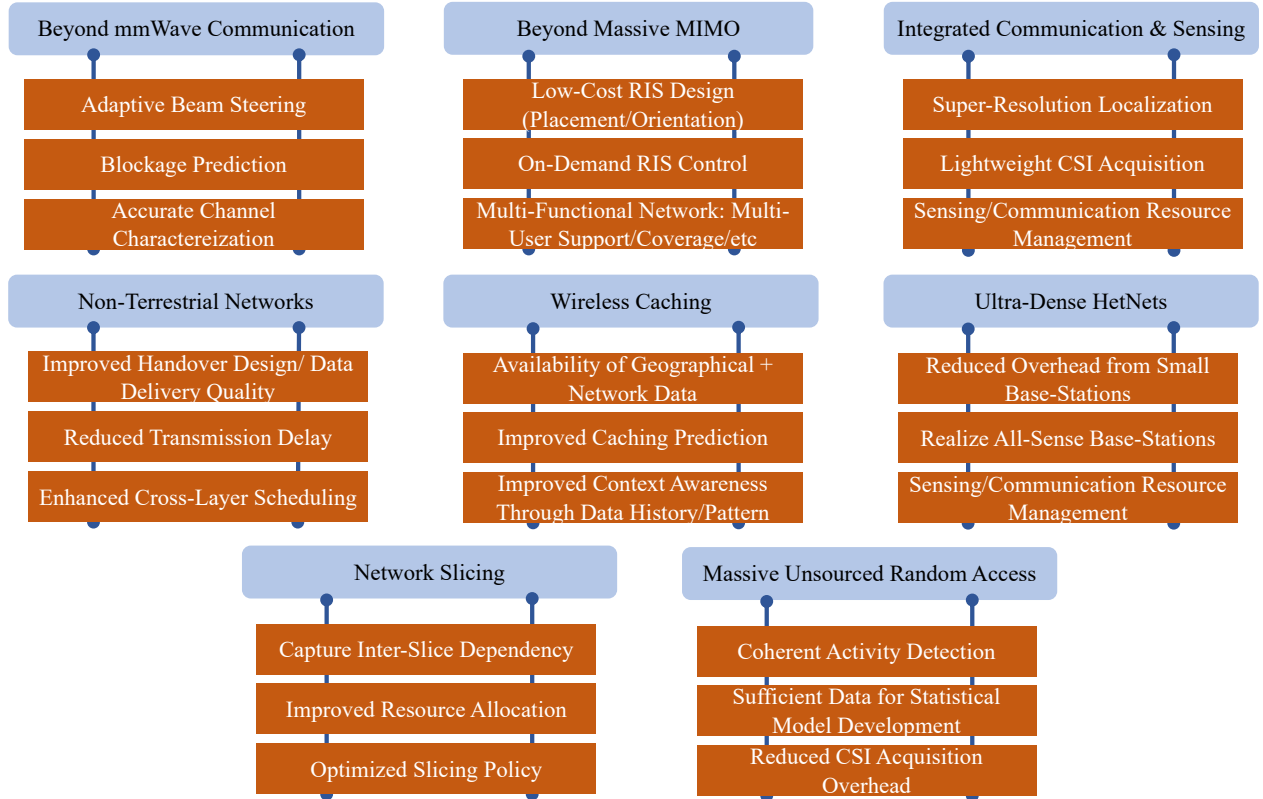 Beyond mmWave Communication
Adaptive Beam Steering
Blockage Prediction
Accurate Channel
Charactereization
Beyond Massive MIMO
Low-Cost RIS Design
(Placement/Orientation)
On-Demand RIS Control
Multi-Functional Network: Multi-
User Support/Coverage/etc
Integrated Communication & Sensing
Super-Resolution Localization
Lightweight CSI Acquisition
Sensing/Communication Resource
Management
Non-Terrestrial Networks
Improved Handover Design/ Data
Delivery Quality
Reduced Transmission Delay
Enhanced Cross-Layer Scheduling
Wireless Caching
Availability of Geographical +
Network Data
Improved Caching Prediction
Improved Context Awareness
Through Data History/Pattern
Ultra-Dense HetNets
Reduced Overhead from Small
Base-Stations
Realize All-Sense Base-Stations
Sensing/Communication Resource
Management
Network Slicing
Capture Inter-Slice Dependency
Improved Resource Allocation
Optimized Slicing Policy
Massive Unsourced Random Access
Coherent Activity Detection
Sufficient Data for Statistical
Model Development
Reduced CSI Acquisition
Overhead